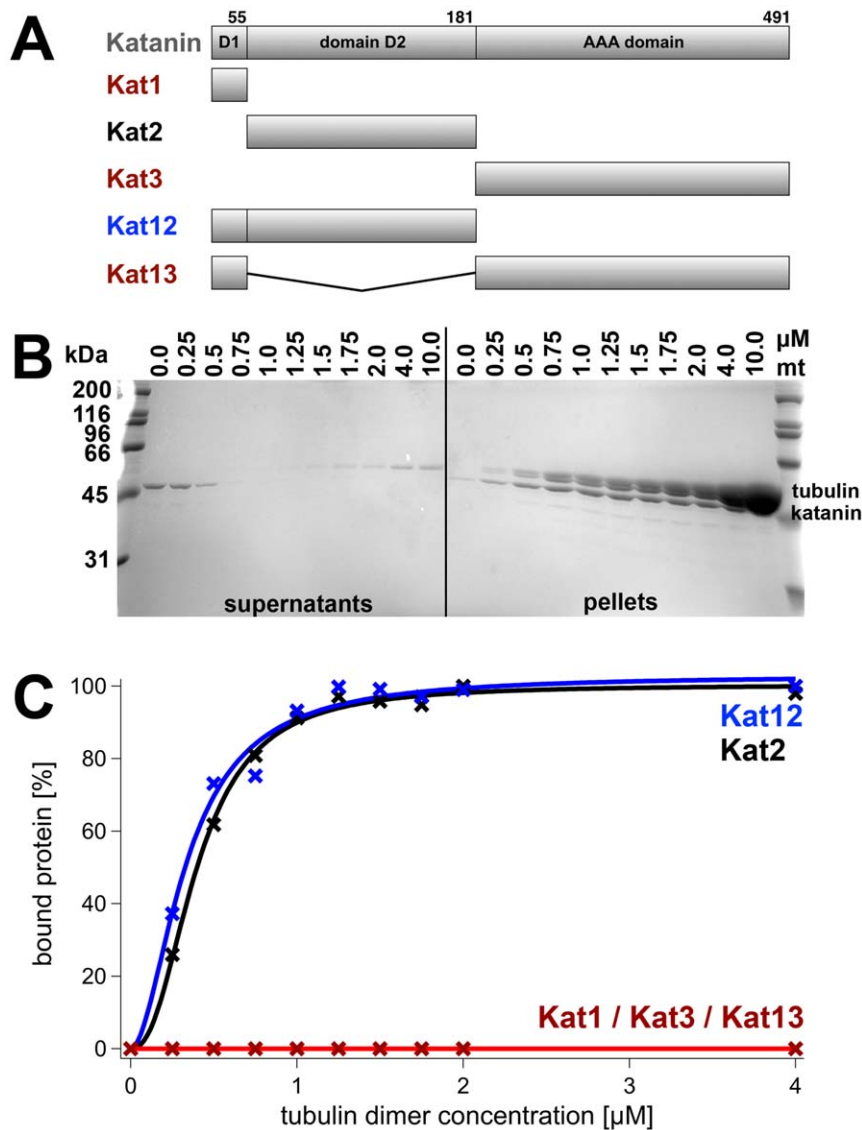 A
55 181 491
Katanin D1 domain D2 AAA domain
Kat1
Kat2
Kat3
Kat12
Kat13
B
kDa 0.0 0.25 0.5 0.75 1.0 1.25 1.5 1.75 2.0 4.0 10.0 0.0 0.25 0.5 0.75 1.0 1.25 1.5 1.75 2.0 4.0 10.0 µM
mt
200
116
96
66
45
31
tubulin
katanin
supernatants pellets
C
100
80
60
40
20
0
bound protein [%]
Kat12
Kat2
Kat1 / Kat3 / Kat13
0 1 2 3 4
tubulin dimer concentration [µM]